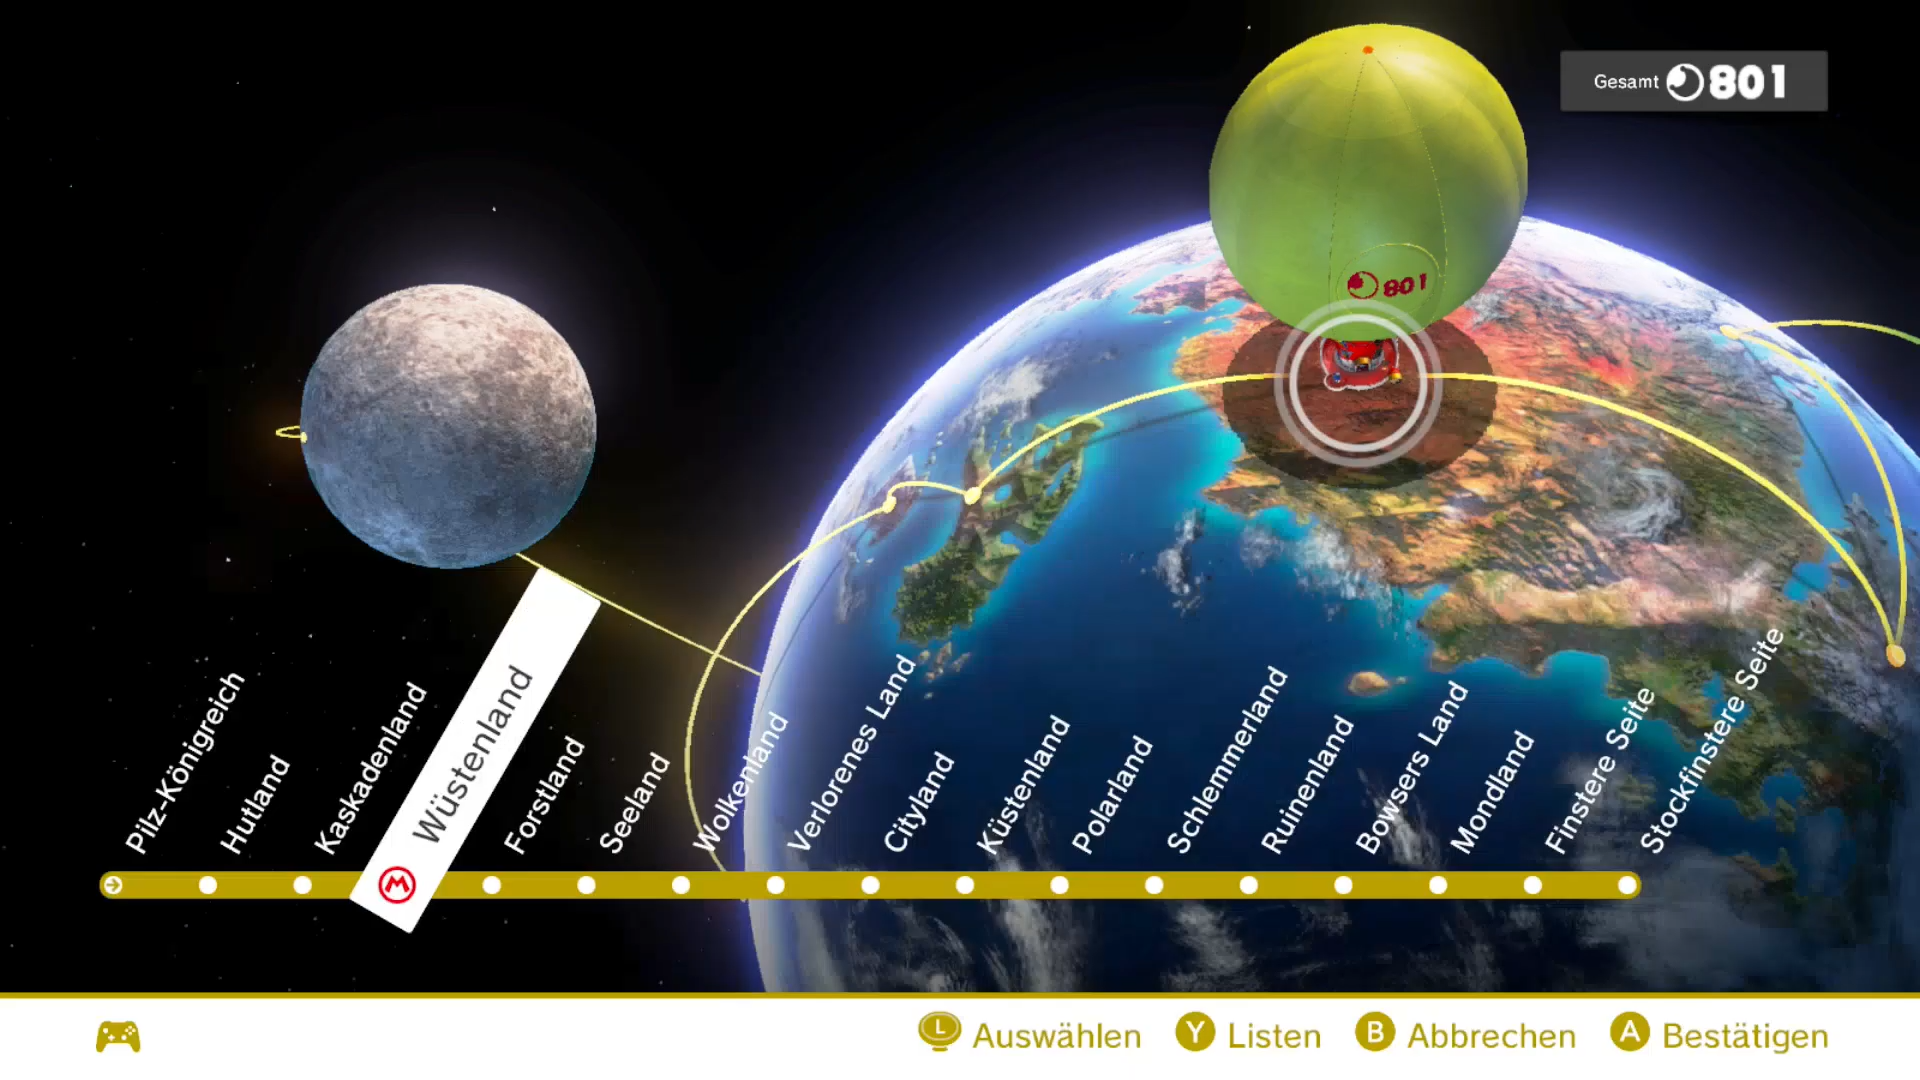 Gesamt 801
801
Pilz-Königreich
Hutland
Kaskadenland
Wüstenland
Forstland
Seeland
Wolkenland
Verlorenes Land
Cityland
Küstenland
Polarland
Schlemmerland
Ruinenland
Bowsers Land
Mondland
Finstere Seite
Stockfinstere Seite
M
L Auswählen Y Listen B Abbrechen A Bestätigen